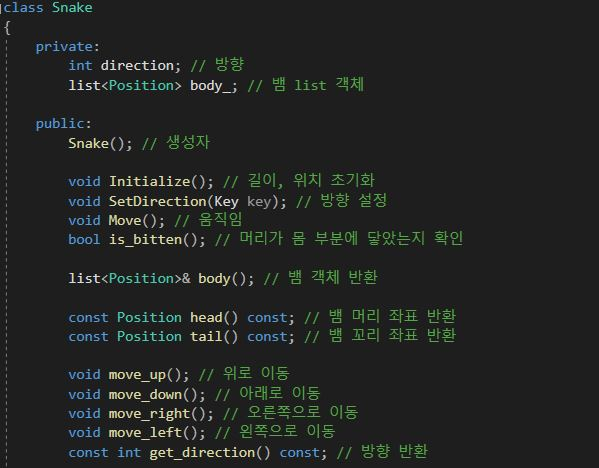 class Snake
{
private:
int direction; // 방향
list<Position> body_; // 뱀 list 객체
public:
Snake(); // 생성자
void Initialize(); // 길이, 위치 초기화
void SetDirection(Key key); // 방향 설정
void Move(); // 움직임
bool is_bitten(); // 머리가 몸 부분에 닿았는지 확인
list<Position>& body(); // 뱀 객체 반환
const Position head() const; // 뱀 머리 좌표 반환
const Position tail() const; // 뱀 꼬리 좌표 반환
void move_up(); // 위로 이동
void move_down(); // 아래로 이동
void move_right(); // 오른쪽으로 이동
void move_left(); // 왼쪽으로 이동
const int get_direction() const; // 방향 반환